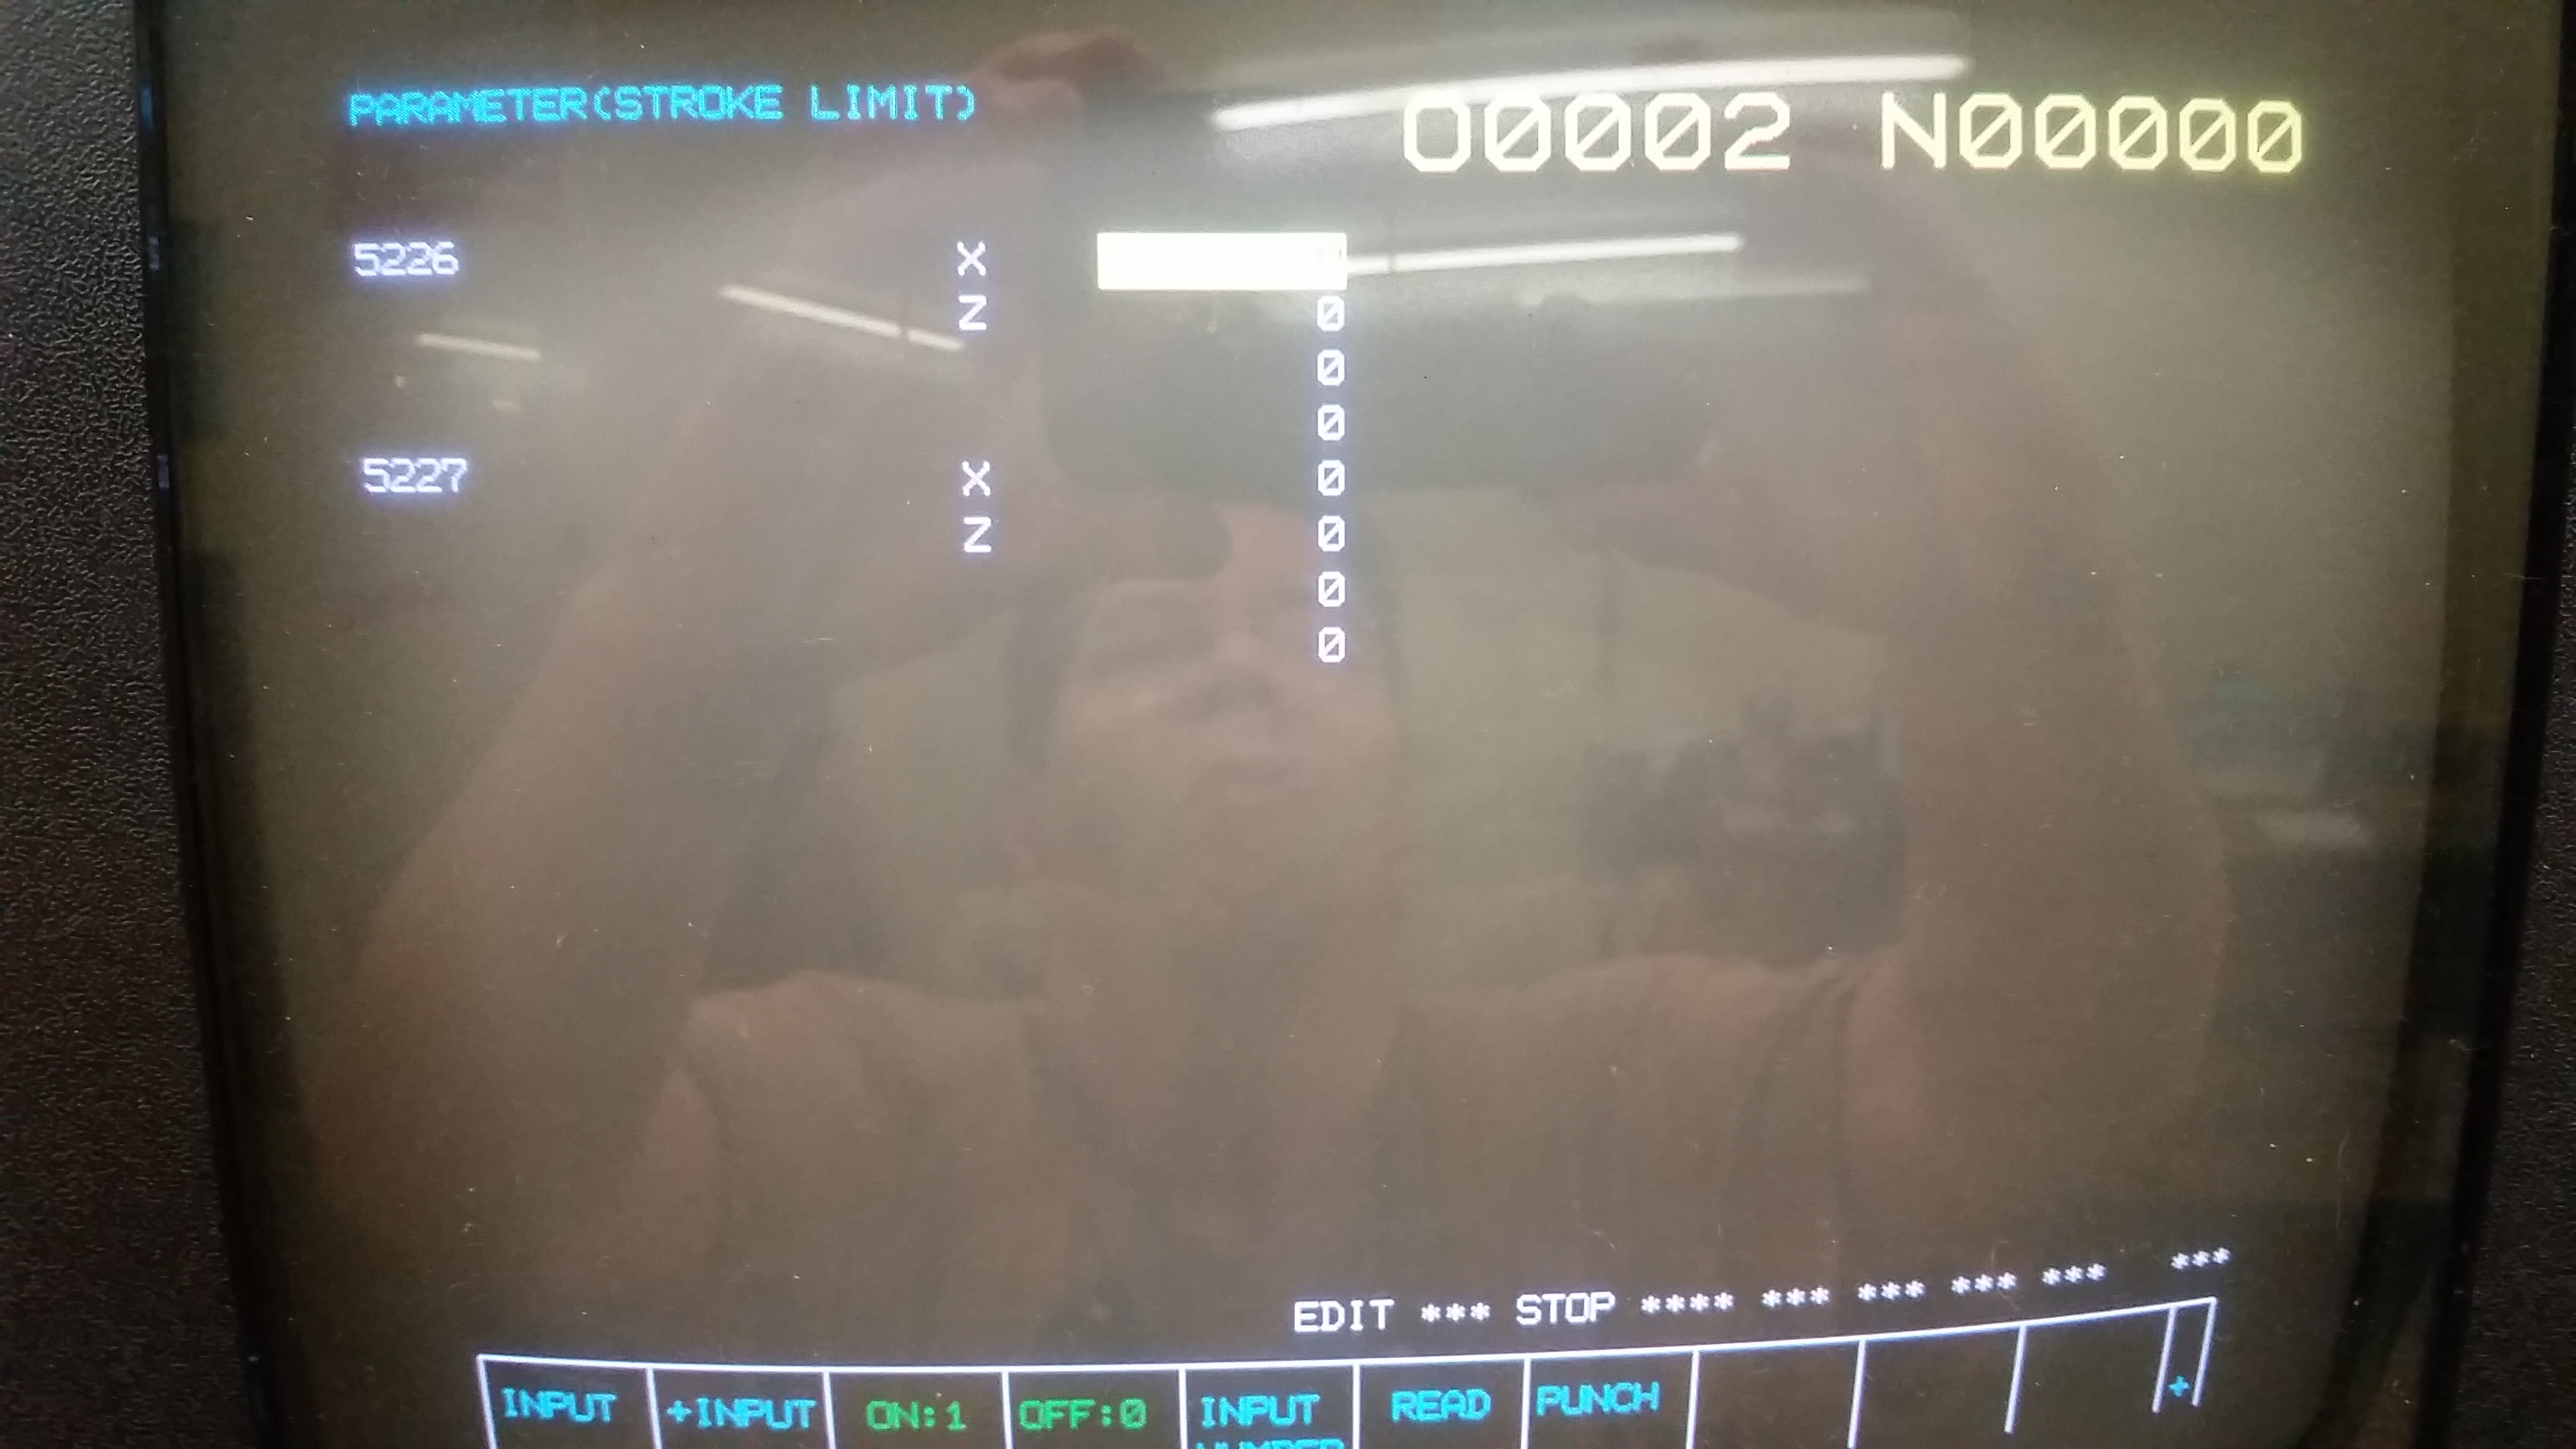 PARAMETER(STROKE LIMIT) O0002 N00000
5226 X
Z 0
0
0
5227 X 0
Z 0
0
0
EDIT *** STOP **** *** *** *** *** ***
INPUT +INPUT ON:1 OFF:0 INPUT READ PUNCH +
NUMBER